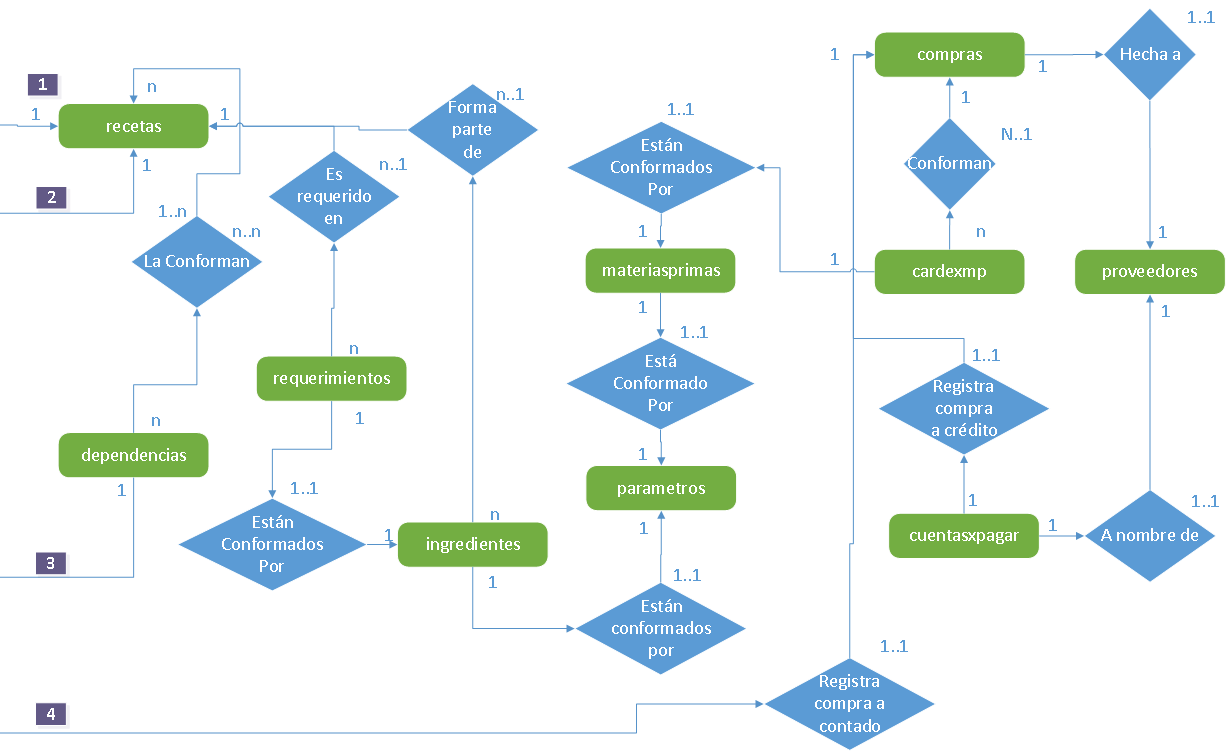 1..1
compras
1
1
Hecha a
1
n
n..1
Forma
parte
de
1
recetas
1
1
1..1
Están
Conformados
Por
N..1
Conforman
n..1
Es
requerido
en
1
2
1..n
n..n
La Conforman
1
1
n
1
materiasprimas
cardexmp
proveedores
1
1
1..1
Está
Conformado
Por
n
requerimientos
1
1..1
Registra
compra
a crédito
n
dependencias
1
1
parametros
1
1..1
Están
Conformados
Por
1
n
ingredientes
1
1
1
cuentasxpagar
1
1..1
A nombre de
3
1..1
Están
conformados
por
1..1
Registra
compra a
contado
4